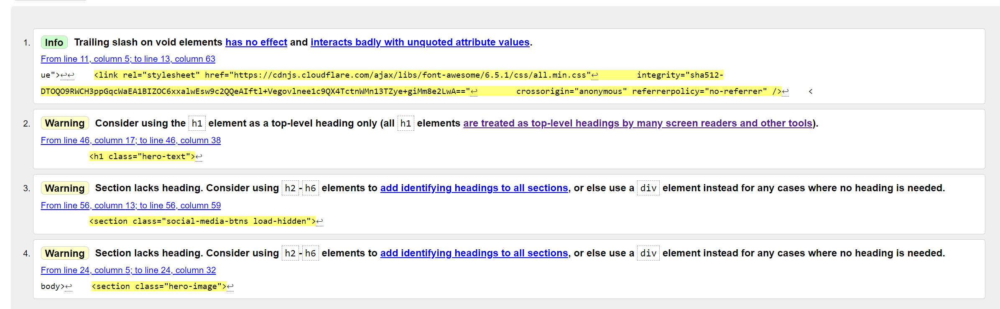 1. Info Trailing slash on void elements has no effect and interacts badly with unquoted attribute values.
From line 11, column 5; to line 13, column 63
ue">↩↩    <link rel="stylesheet" href="https://cdnjs.cloudflare.com/ajax/libs/font-awesome/6.5.1/css/all.min.css"↩        integrity="sha512-
DTOQO9RWCH3ppGqcWaEA1BIZOC6xxalwEsw9c2QQeAIftl+Vegovlnee1c9QX4TctnWMn13TZye+giMm8e2LwA=="↩        crossorigin="anonymous" referrerpolicy="no-referrer" />↩    <
2. Warning Consider using the h1 element as a top-level heading only (all h1 elements are treated as top-level headings by many screen readers and other tools).
From line 46, column 17; to line 46, column 38
<h1 class="hero-text">↩
3. Warning Section lacks heading. Consider using h2-h6 elements to add identifying headings to all sections, or else use a div element instead for any cases where no heading is needed.
From line 56, column 13; to line 56, column 59
<section class="social-media-btns load-hidden">↩
4. Warning Section lacks heading. Consider using h2-h6 elements to add identifying headings to all sections, or else use a div element instead for any cases where no heading is needed.
From line 24, column 5; to line 24, column 32
body>↩    <section class="hero-image">↩